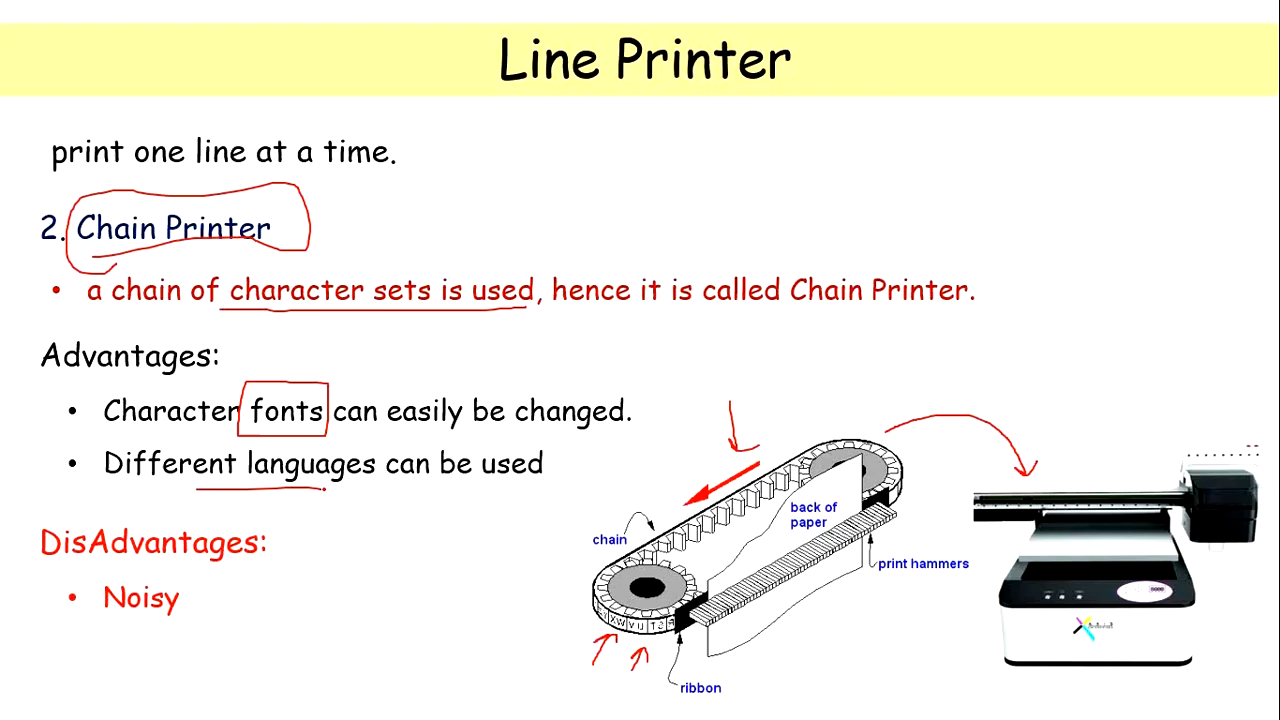 Line Printer
print one line at a time.
2. Chain Printer
• a chain of character sets is used, hence it is called Chain Printer.
Advantages:
• Character fonts can easily be changed.
• Different languages can be used
DisAdvantages:
• Noisy
chain
back of
paper
print hammers
ribbon